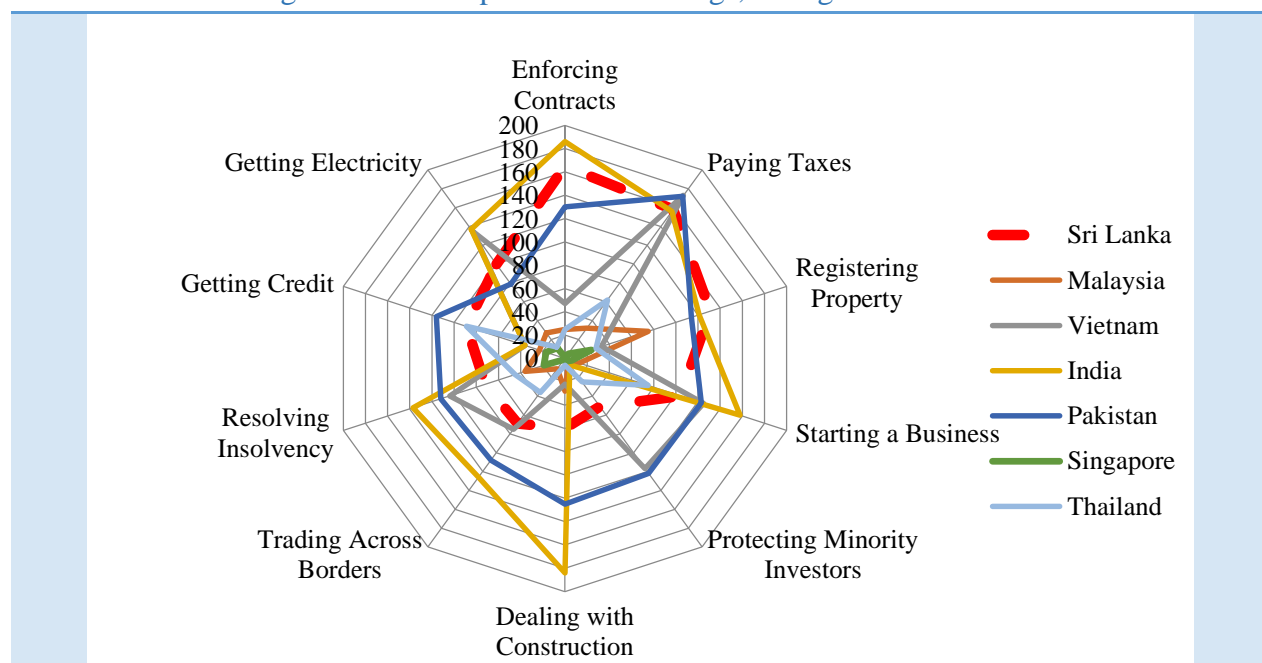 Enforcing
Contracts
Paying Taxes
Registering
Property
Starting a Business
Protecting Minority
Investors
Dealing with
Construction
Trading Across
Borders
Resolving
Insolvency
Getting Credit
Getting Electricity
200
180
160
140
120
100
80
60
40
20
0
Sri Lanka
Malaysia
Vietnam
India
Pakistan
Singapore
Thailand